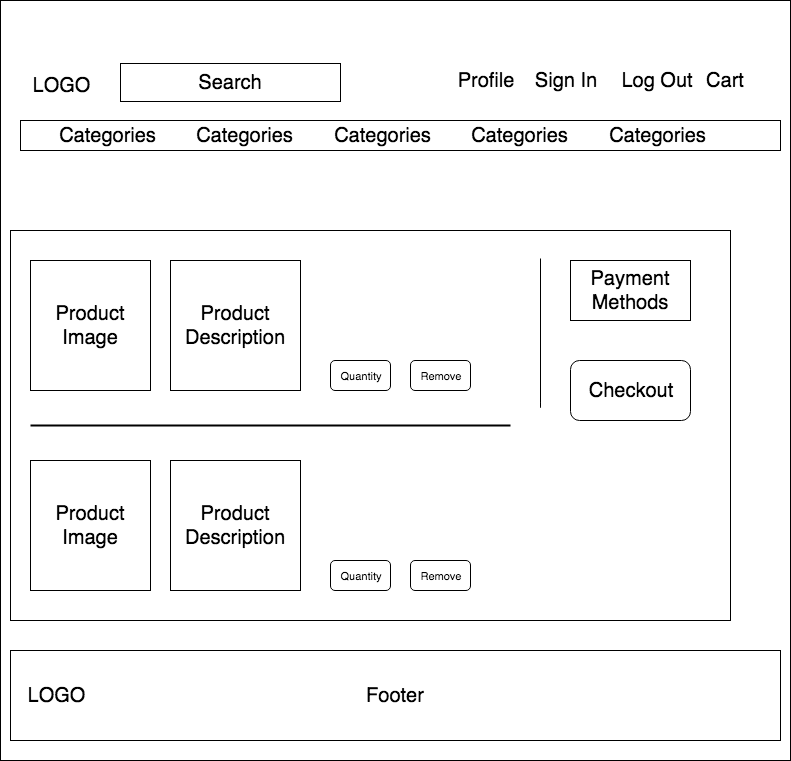 LOGO
Search
Profile
Sign In
Log Out
Cart
Categories
Categories
Categories
Categories
Categories
Product
Image
Product
Description
Quantity
Remove
Payment
Methods
Checkout
Product
Image
Product
Description
Quantity
Remove
LOGO
Footer